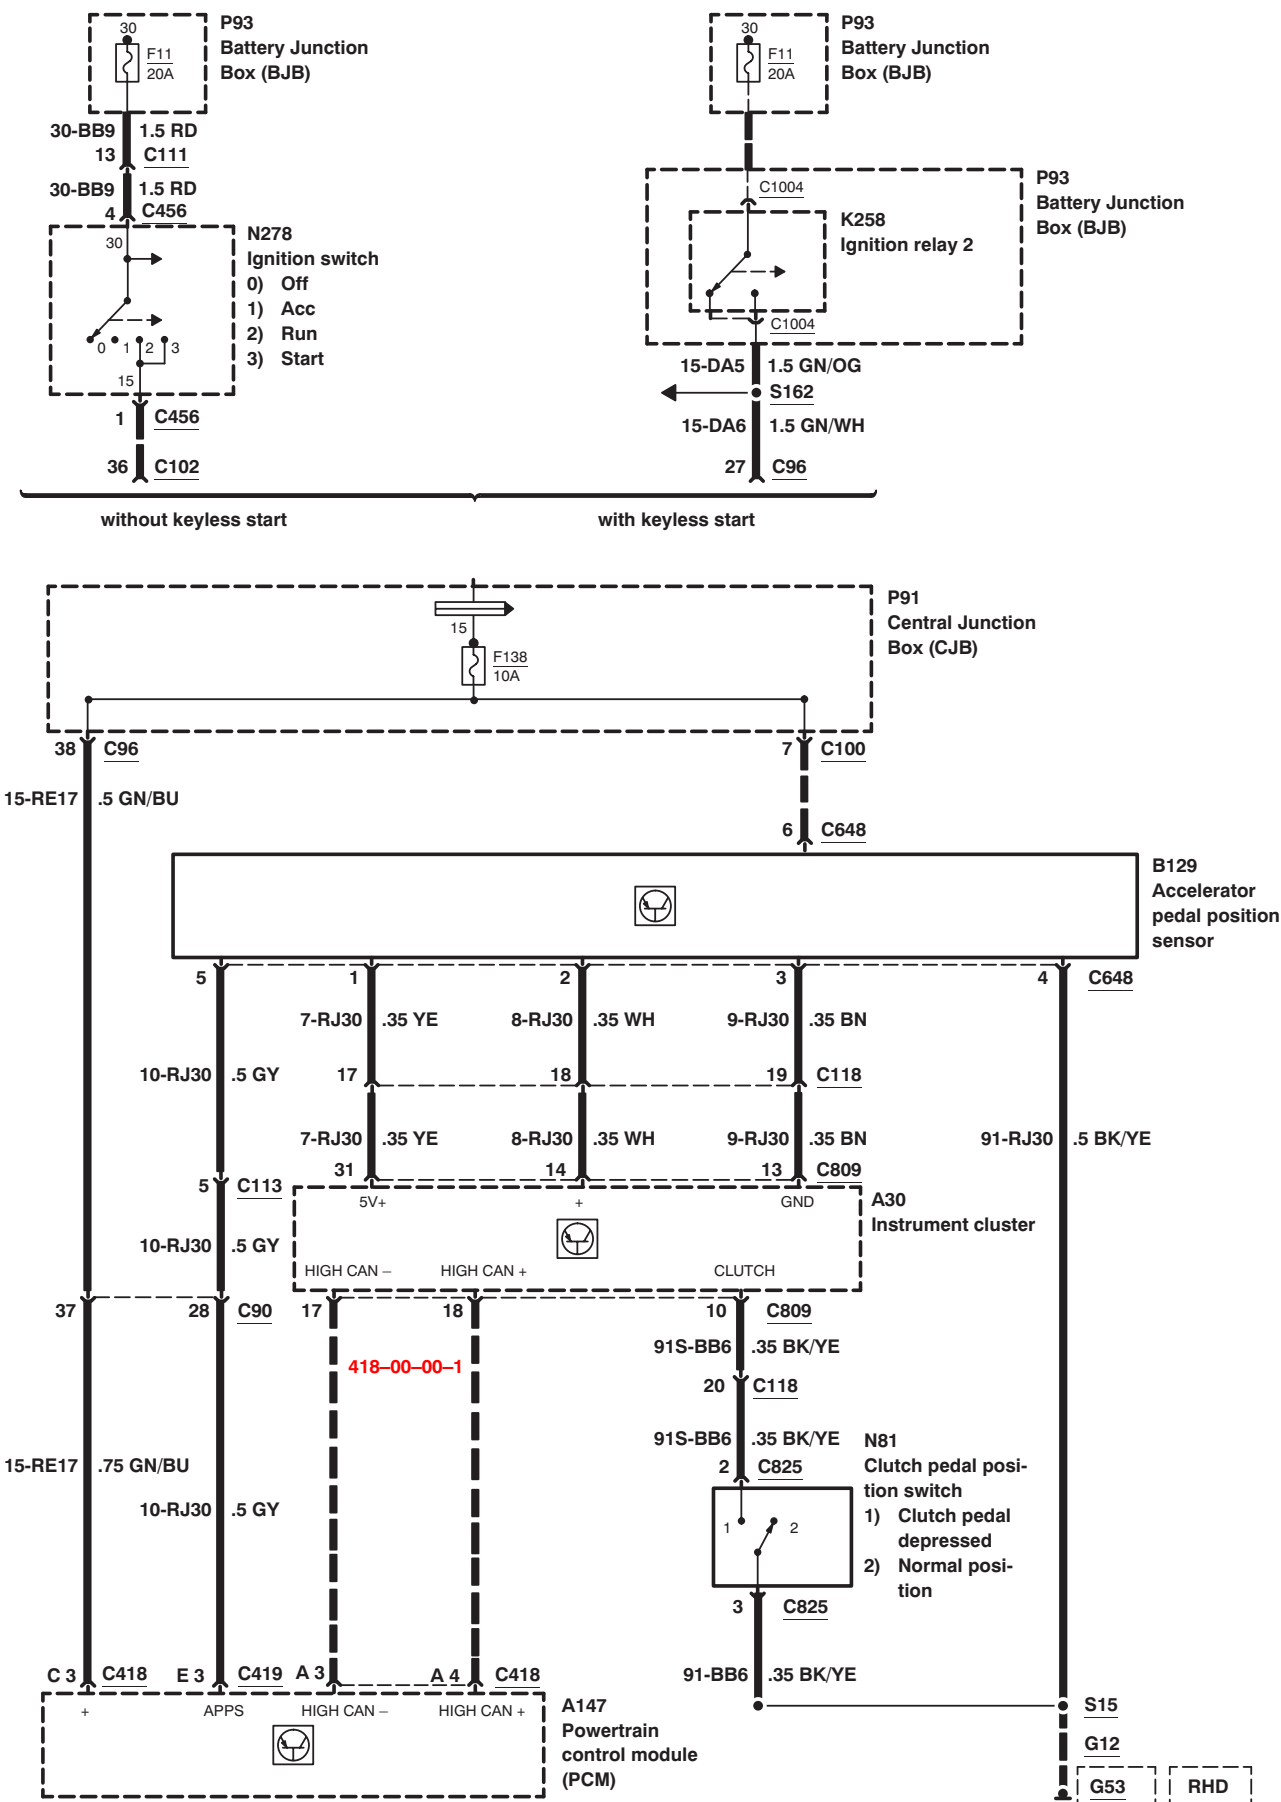 P93
Battery Junction
Box (BJB)
30
F11
20A
30-BB9 1.5 RD
13 C111
30-BB9 1.5 RD
4 C456
30
N278
Ignition switch
0) Off
1) Acc
2) Run
3) Start
0 1 2 3
15
1 C456
36 C102
without keyless start
P93
Battery Junction
Box (BJB)
30
F11
20A
P93
Battery Junction
Box (BJB)
C1004
K258
Ignition relay 2
C1004
15-DA5 1.5 GN/OG
S162
15-DA6 1.5 GN/WH
27 C96
with keyless start
P91
Central Junction
Box (CJB)
15
F138
10A
38 C96
7 C100
15-RE17 .5 GN/BU
6 C648
B129
Accelerator
pedal position
sensor
5 1 2 3 4 C648
7-RJ30 .35 YE 8-RJ30 .35 WH 9-RJ30 .35 BN
10-RJ30 .5 GY 17 18 19 C118
7-RJ30 .35 YE 8-RJ30 .35 WH 9-RJ30 .35 BN 91-RJ30 .5 BK/YE
31 14 13 C809
5 C113
5V+ + GND
A30
Instrument cluster
10-RJ30 .5 GY
HIGH CAN – HIGH CAN + CLUTCH
37 28 C90 17 18 10 C809
91S-BB6 .35 BK/YE
418–00–00–1
20 C118
91S-BB6 .35 BK/YE
2 C825
N81
Clutch pedal posi-
tion switch
1) Clutch pedal
depressed
2) Normal posi-
tion
1 2
15-RE17 .75 GN/BU
10-RJ30 .5 GY
3 C825
91-BB6 .35 BK/YE
C 3 C418 E 3 C419 A 3 A 4 C418
+ APPS HIGH CAN – HIGH CAN +
A147
Powertrain
control module
(PCM)
S15
G12
G53 RHD